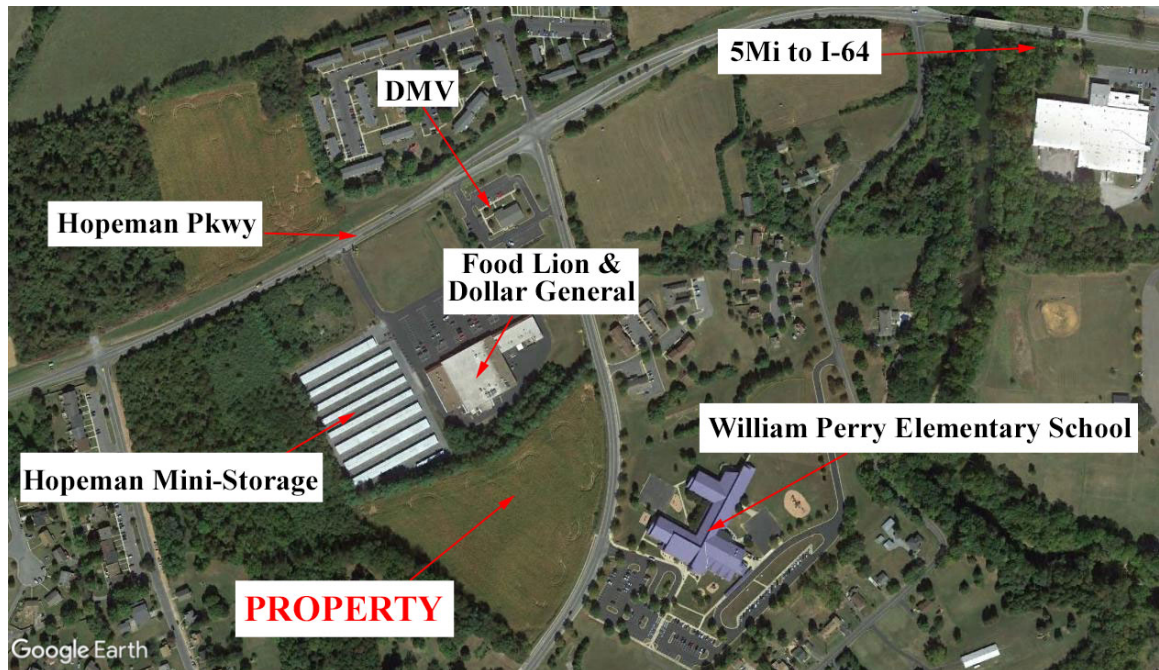 5Mi to I-64
DMV
Hopeman Pkwy
Food Lion &
Dollar General
William Perry Elementary School
Hopeman Mini-Storage
PROPERTY
Google Earth